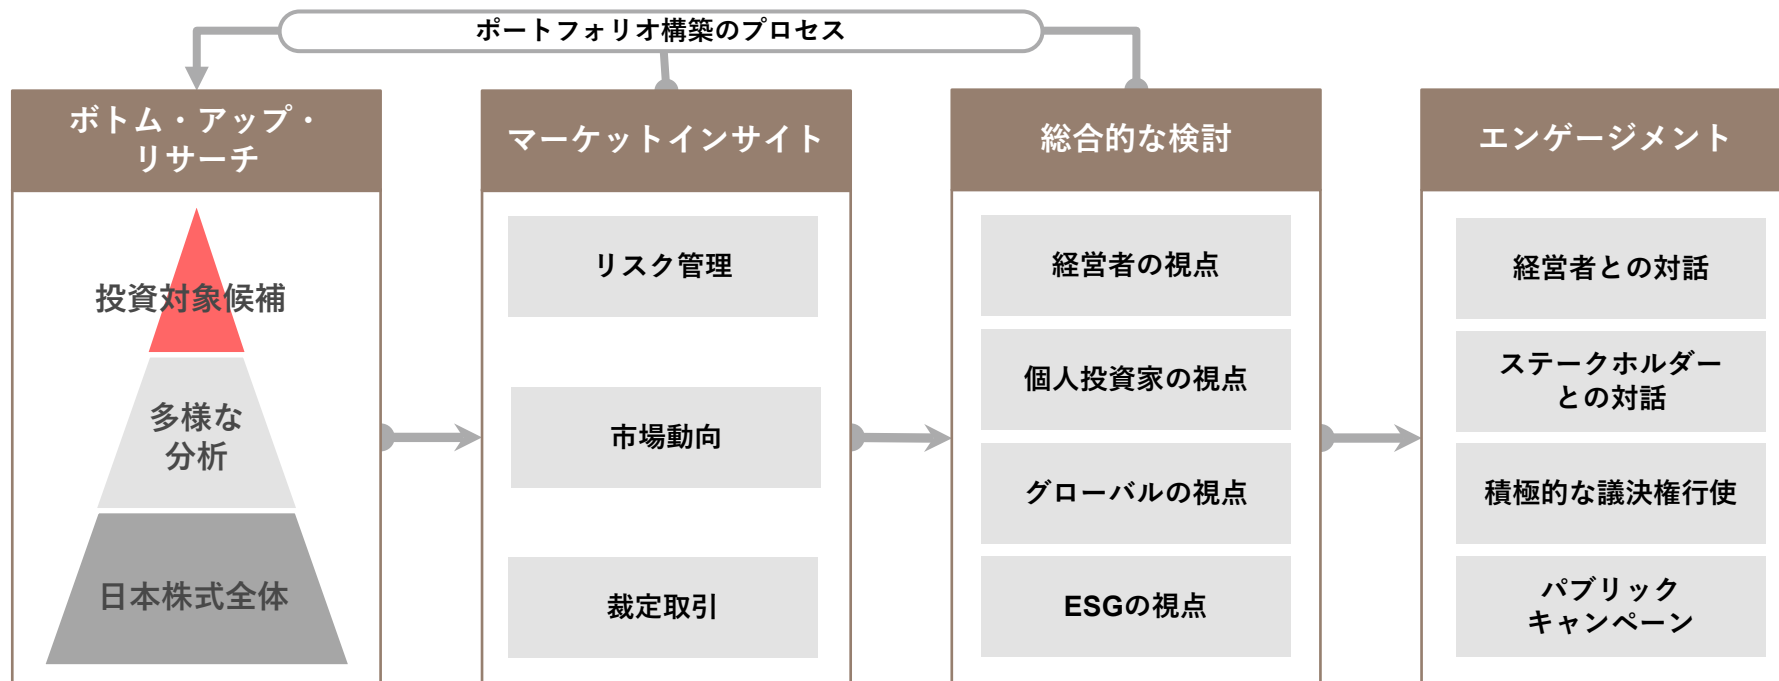 ポートフォリオ構築のプロセス
ボトム・アップ・
リサーチ
投資対象候補
多様な
分析
日本株式全体
マーケットインサイト
リスク管理
市場動向
裁定取引
総合的な検討
経営者の視点
個人投資家の視点
グローバルの視点
ESGの視点
エンゲージメント
経営者との対話
ステークホルダー
との対話
積極的な議決権行使
パブリック
キャンペーン